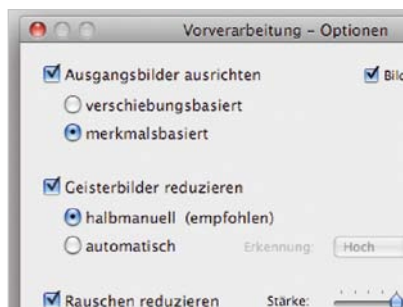 Vorverarbeitung – Optionen
Ausgangsbilder ausrichten
verschiebungsbasiert
merkmalsbasiert
Geisterbilder reduzieren
halbmanuell (empfohlen)
automatisch Erkennung: Hoch
Rauschen reduzieren Stärke: